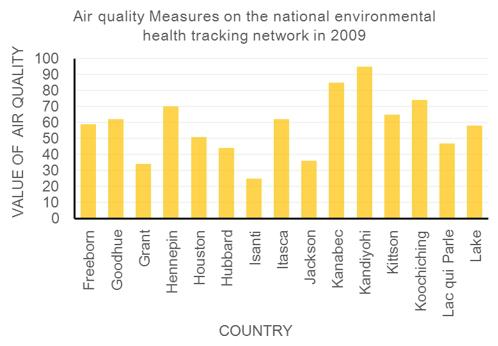 Air quality Measures on the national environmental
health tracking network in 2009
VALUE OF AIR QUALITY
100
90
80
70
60
50
40
30
20
10
0
Freeborn
Goodhue
Grant
Hennepin
Houston
Hubbard
Isanti
Itasca
Jackson
Kanabec
Kandiyohi
Kittson
Koochiching
Lac qui Parle
Lake
COUNTRY